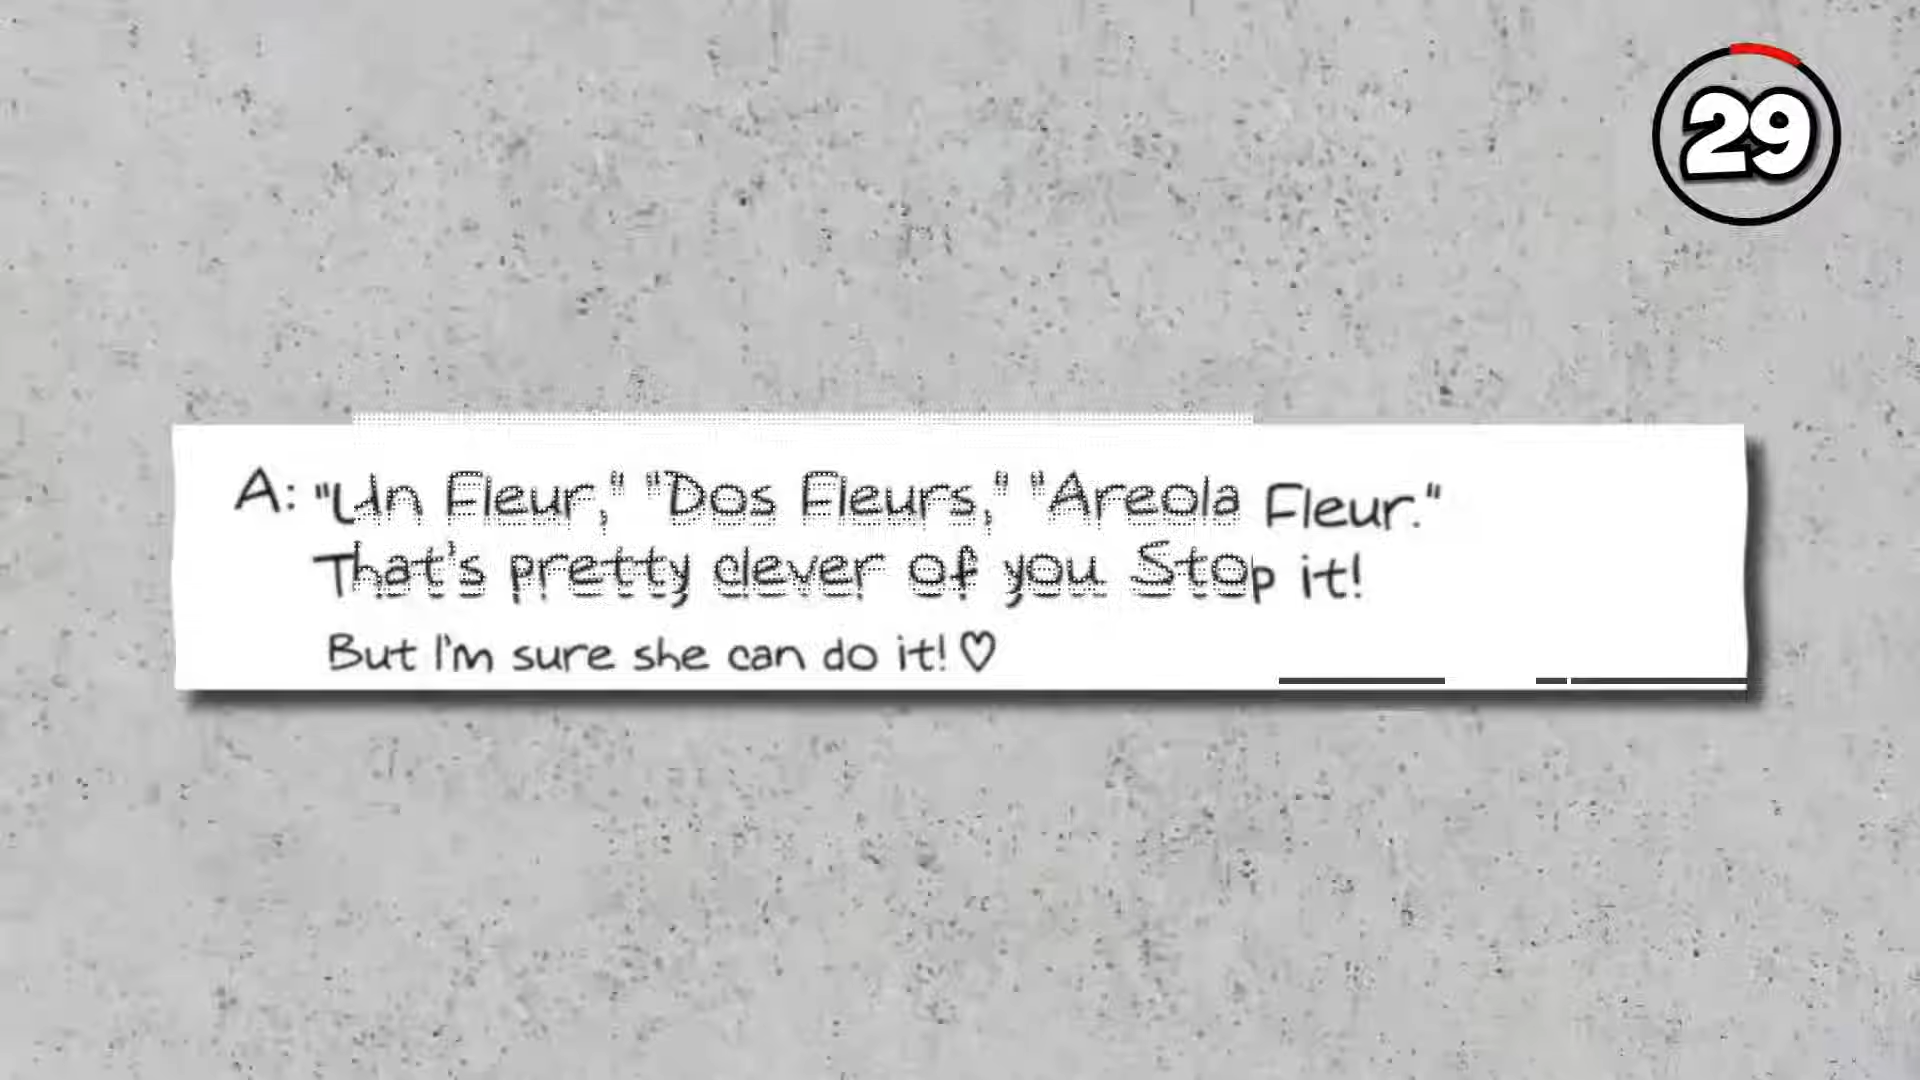 29
A: "Un Fleur," "Dos Fleurs," "Areola Fleur."
That's pretty clever of you Stop it!
But I'm sure she can do it! ♡